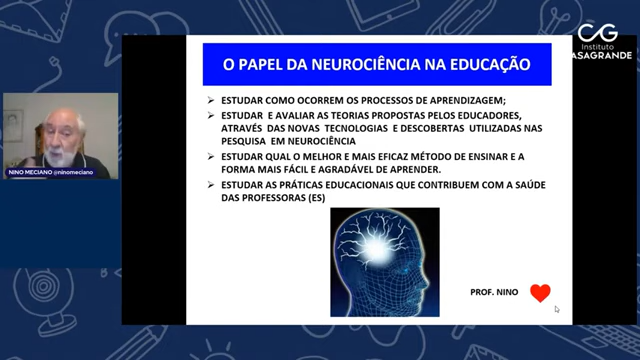 CG
Instituto
CASAGRANDE
O PAPEL DA NEUROCIÊNCIA NA EDUCAÇÃO
ESTUDAR COMO OCORREM OS PROCESSOS DE APRENDIZAGEM;
ESTUDAR E AVALIAR AS TEORIAS PROPOSTAS PELOS EDUCADORES,
ATRAVÉS DAS NOVAS TECNOLOGIAS E DESCOBERTAS UTILIZADAS NAS
PESQUISA EM NEUROCIÊNCIA
ESTUDAR QUAL O MELHOR E MAIS EFICAZ MÉTODO DE ENSINAR E A
FORMA MAIS FÁCIL E AGRADÁVEL DE APRENDER.
ESTUDAR AS PRÁTICAS EDUCACIONAIS QUE CONTRIBUEM COM A SAÚDE
DAS PROFESSORAS (ES)
NINO MECIANO @ninomeciano
PROF. NINO